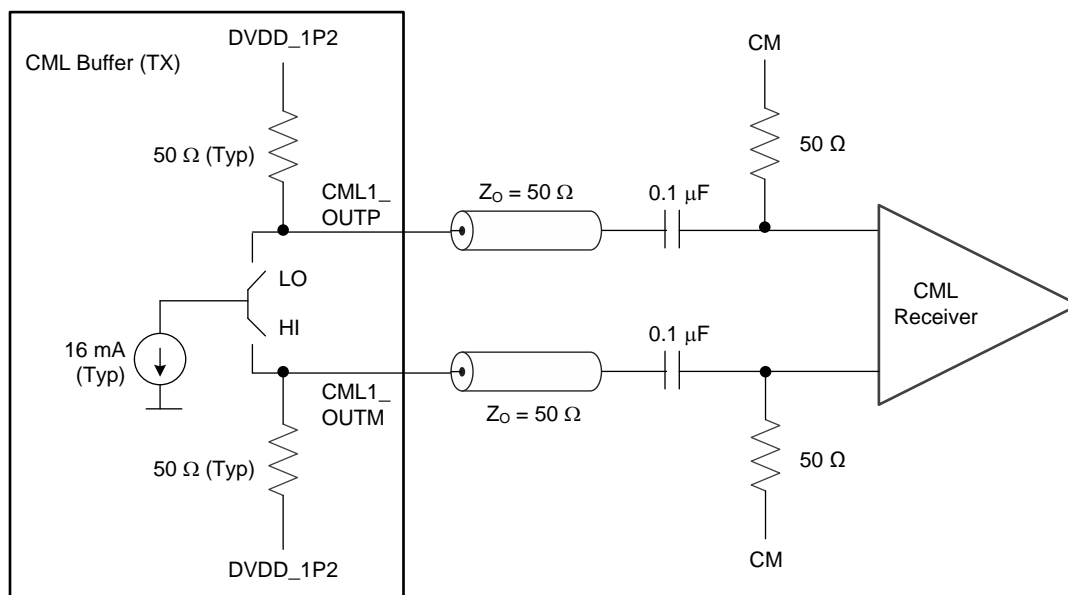 CML Buffer (TX)
DVDD_1P2
50 Ω (Typ)
CML1_
OUTP
LO
HI
16 mA
(Typ)
CML1_
OUTM
50 Ω (Typ)
DVDD_1P2
Z_O = 50 Ω
0.1 μF
CM
50 Ω
CML
Receiver
0.1 μF
Z_O = 50 Ω
50 Ω
CM